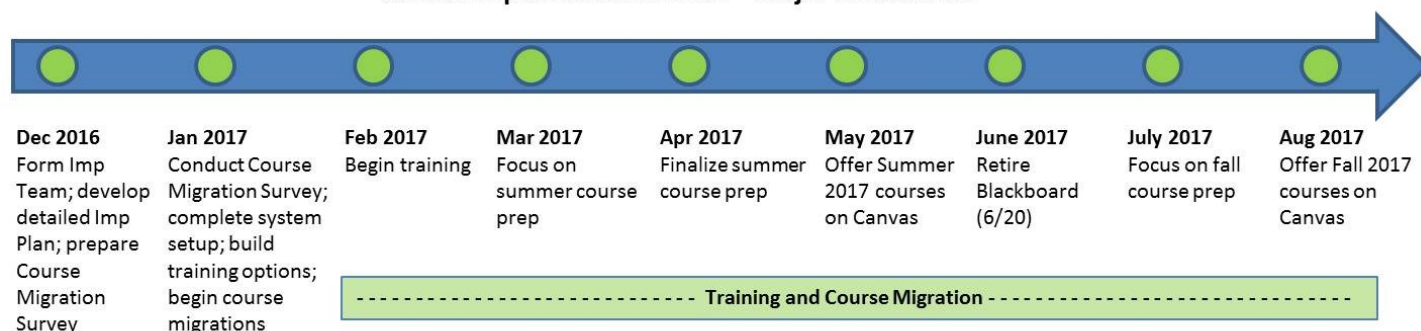 Dec 2016
Form Imp
Team; develop
detailed Imp
Plan; prepare
Course
Migration
Survey
Jan 2017
Conduct Course
Migration Survey;
complete system
setup; build
training options;
begin course
migrations
Feb 2017
Begin training
Mar 2017
Focus on
summer course
prep
Apr 2017
Finalize summer
course prep
May 2017
Offer Summer
2017 courses
on Canvas
June 2017
Retire
Blackboard
(6/20)
July 2017
Focus on fall
course prep
Aug 2017
Offer Fall 2017
courses on
Canvas
- - - - - - - - - - - - - - - - - - - - - - - - - - - - - - Training and Course Migration - - - - - - - - - - - - - - - - - - - - - - - - - - - - - - - -